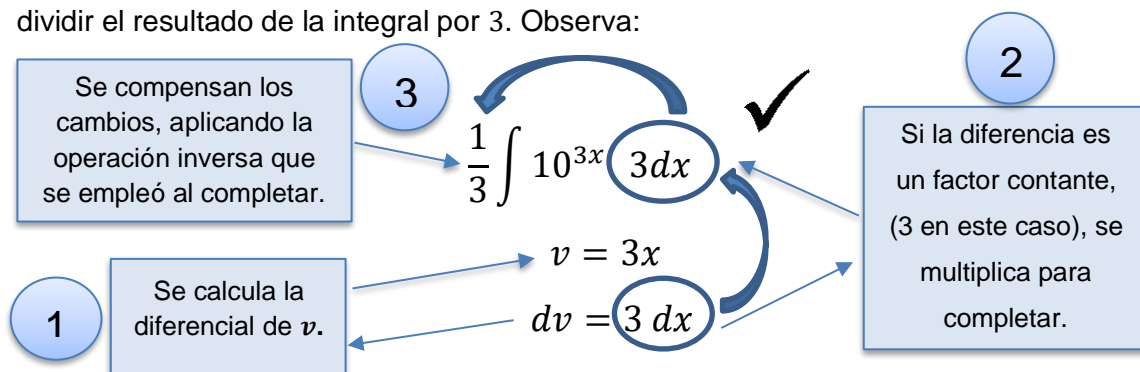 dividir el resultado de la integral por 3. Observa:
3
Se compensan los
cambios, aplicando la
operación inversa que
se empleó al completar.
1/3 ∫ 10^{3x} 3dx
2
Si la diferencia es
un factor contante,
(3 en este caso), se
multiplica para
completar.
v = 3x
dv = 3 dx
1
Se calcula la
diferencial de v.